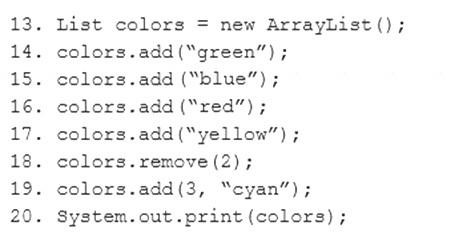 13. List colors = new ArrayList();
14. colors.add(“green”);
15. colors.add (“blue”);
16. colors.add (“red”);
17. colors.add(“yellow”);
18. colors.remove(2);
19. colors.add(3, “cyan”);
20. System.out.print(colors);